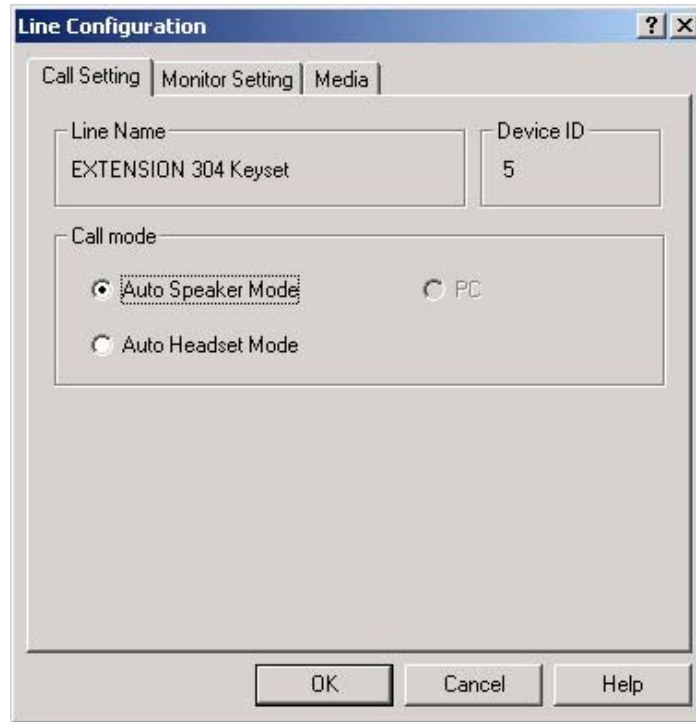 Line Configuration
Call Setting Monitor Setting Media
Line Name Device ID
EXTENSION 304 Keyset 5
Call mode
Auto Speaker Mode PC
Auto Headset Mode
OK Cancel Help